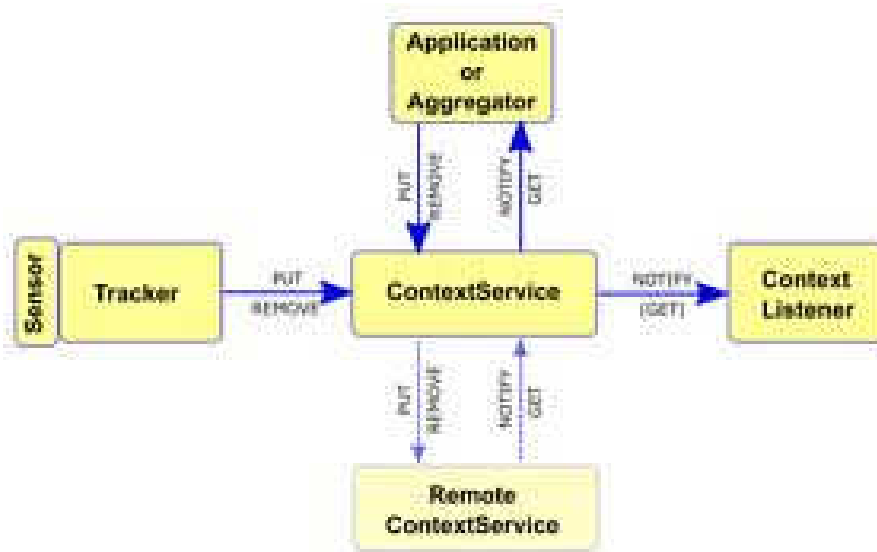 Application
or
Aggregator
PUT
REMOVE
NOTIFY
GET
Sensor
Tracker
PUT
REMOVE
ContextService
NOTIFY
(GET)
Context
Listener
PUT
REMOVE
NOTIFY
GET
Remote
ContextService